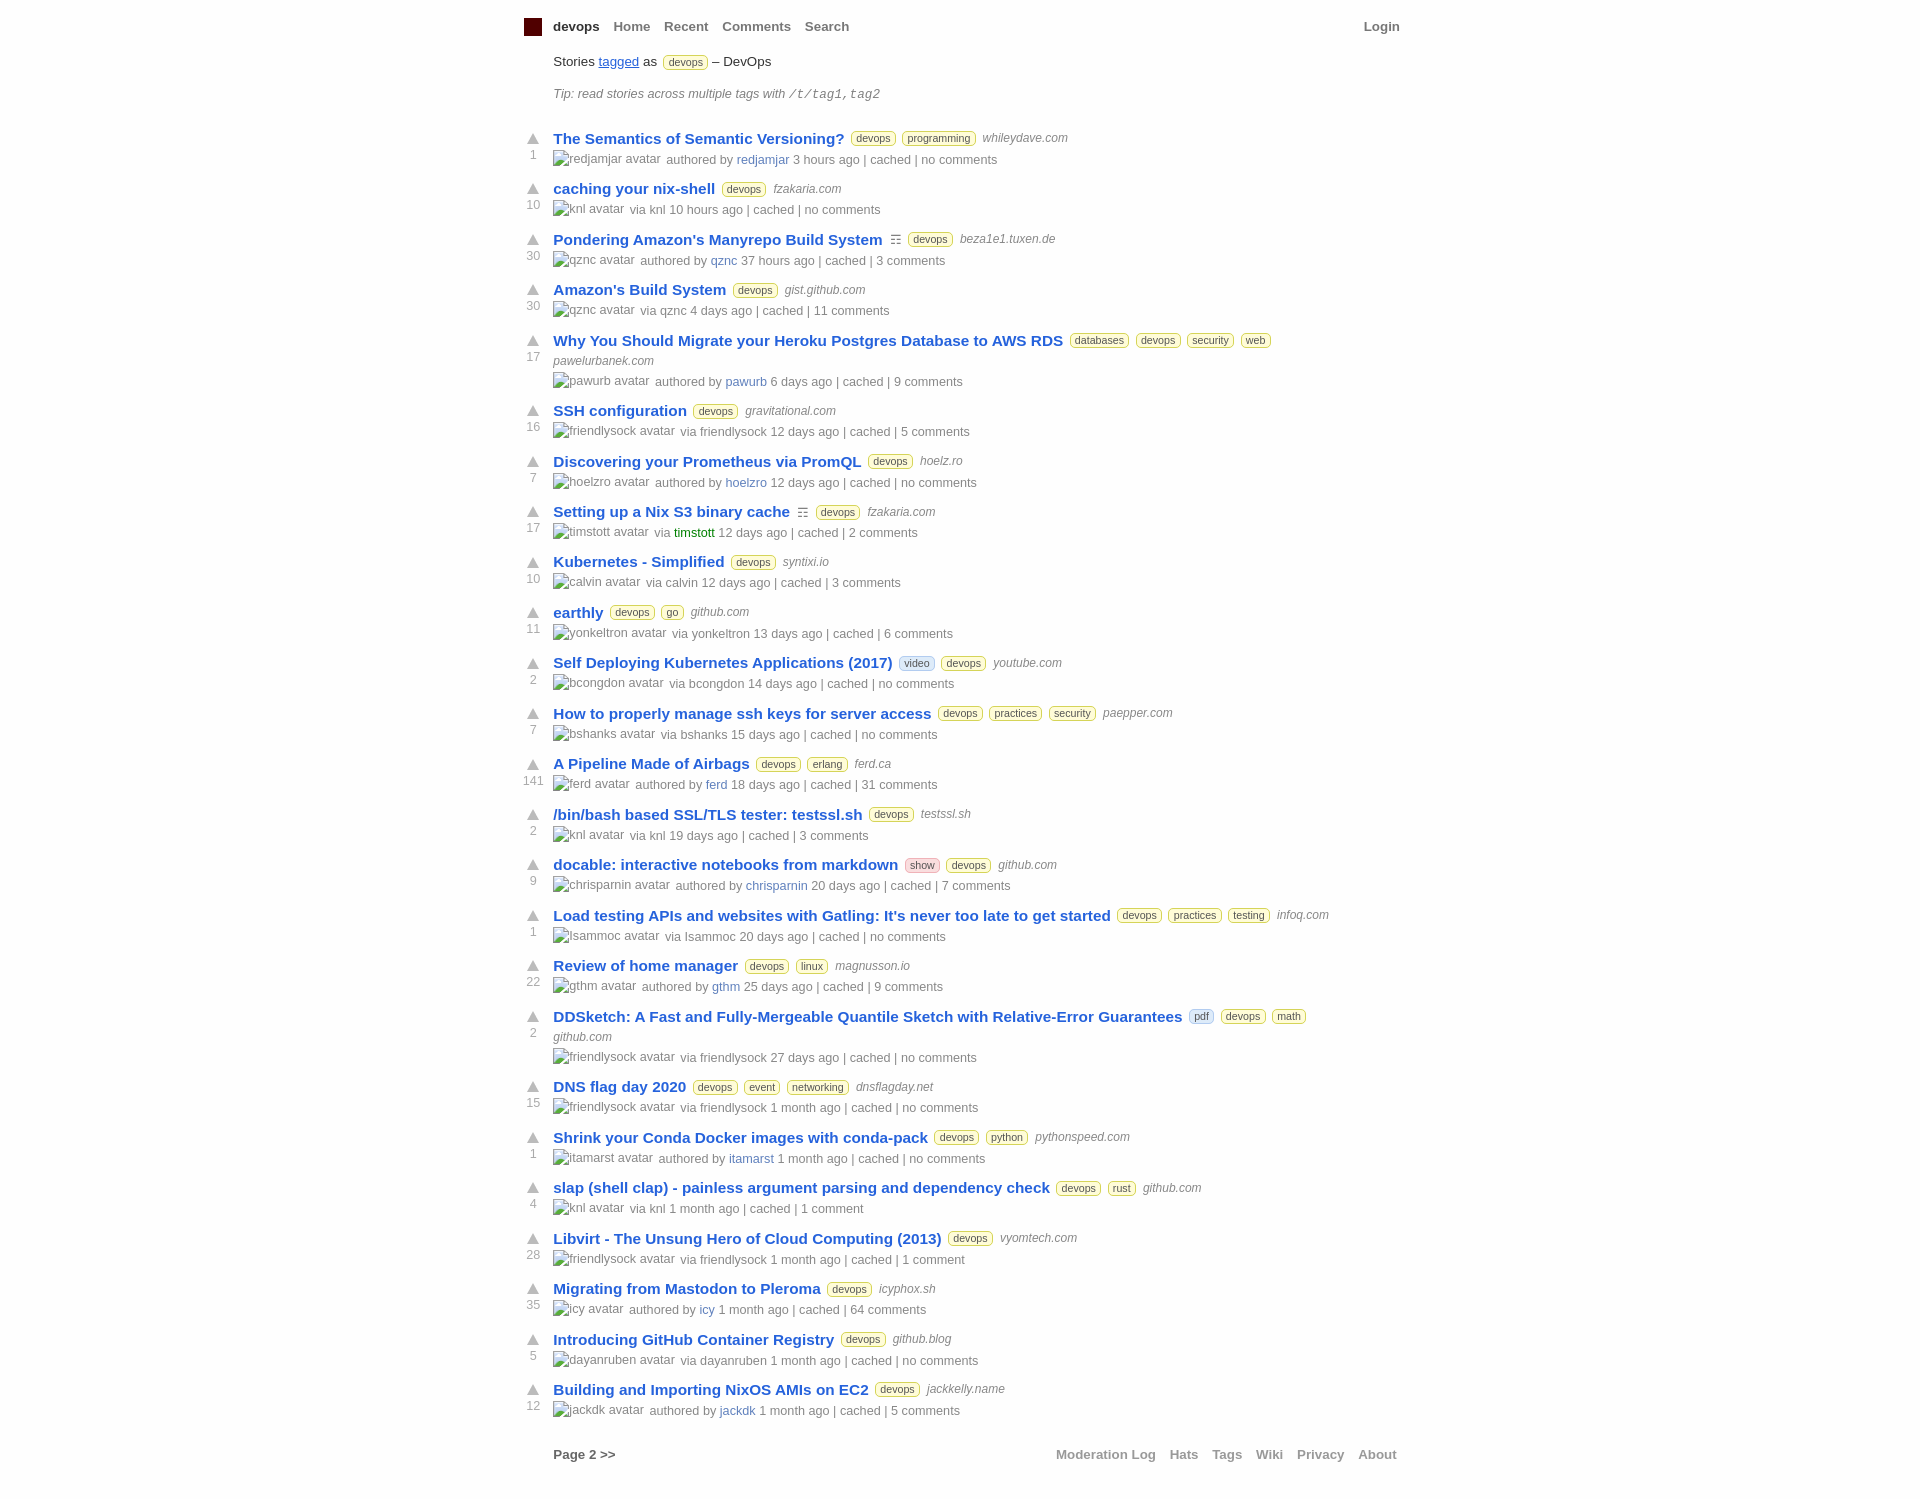 devops Home Recent Comments Search Login
Stories tagged as devops – DevOps
Tip: read stories across multiple tags with /t/tag1,tag2
The Semantics of Semantic Versioning? devops programming whileydave.com
1 redjamjar avatar authored by redjamjar 3 hours ago | cached | no comments
caching your nix-shell devops fzakaria.com
10 knl avatar via knl 10 hours ago | cached | no comments
Pondering Amazon's Manyrepo Build System ☶ devops beza1e1.tuxen.de
30 qznc avatar authored by qznc 37 hours ago | cached | 3 comments
Amazon's Build System devops gist.github.com
30 qznc avatar via qznc 4 days ago | cached | 11 comments
Why You Should Migrate your Heroku Postgres Database to AWS RDS databases devops security web
17 pawelurbanek.com
pawurb avatar authored by pawurb 6 days ago | cached | 9 comments
SSH configuration devops gravitational.com
16 friendlysock avatar via friendlysock 12 days ago | cached | 5 comments
Discovering your Prometheus via PromQL devops hoelz.ro
7 hoelzro avatar authored by hoelzro 12 days ago | cached | no comments
Setting up a Nix S3 binary cache ☶ devops fzakaria.com
17 timstott avatar via timstott 12 days ago | cached | 2 comments
Kubernetes - Simplified devops syntixi.io
10 calvin avatar via calvin 12 days ago | cached | 3 comments
earthly devops go github.com
11 yonkeltron avatar via yonkeltron 13 days ago | cached | 6 comments
Self Deploying Kubernetes Applications (2017) video devops youtube.com
2 bcongdon avatar via bcongdon 14 days ago | cached | no comments
How to properly manage ssh keys for server access devops practices security paepper.com
7 bshanks avatar via bshanks 15 days ago | cached | no comments
A Pipeline Made of Airbags devops erlang ferd.ca
141 ferd avatar authored by ferd 18 days ago | cached | 31 comments
/bin/bash based SSL/TLS tester: testssl.sh devops testssl.sh
2 knl avatar via knl 19 days ago | cached | 3 comments
docable: interactive notebooks from markdown show devops github.com
9 chrisparnin avatar authored by chrisparnin 20 days ago | cached | 7 comments
Load testing APIs and websites with Gatling: It's never too late to get started devops practices testing infoq.com
1 Isammoc avatar via Isammoc 20 days ago | cached | no comments
Review of home manager devops linux magnusson.io
22 gthm avatar authored by gthm 25 days ago | cached | 9 comments
DDSketch: A Fast and Fully-Mergeable Quantile Sketch with Relative-Error Guarantees pdf devops math
2 github.com
friendlysock avatar via friendlysock 27 days ago | cached | no comments
DNS flag day 2020 devops event networking dnsflagday.net
15 friendlysock avatar via friendlysock 1 month ago | cached | no comments
Shrink your Conda Docker images with conda-pack devops python pythonspeed.com
1 itamarst avatar authored by itamarst 1 month ago | cached | no comments
slap (shell clap) - painless argument parsing and dependency check devops rust github.com
4 knl avatar via knl 1 month ago | cached | 1 comment
Libvirt - The Unsung Hero of Cloud Computing (2013) devops vyomtech.com
28 friendlysock avatar via friendlysock 1 month ago | cached | 1 comment
Migrating from Mastodon to Pleroma devops icyphox.sh
35 icy avatar authored by icy 1 month ago | cached | 64 comments
Introducing GitHub Container Registry devops github.blog
5 dayanruben avatar via dayanruben 1 month ago | cached | no comments
Building and Importing NixOS AMIs on EC2 devops jackkelly.name
12 jackdk avatar authored by jackdk 1 month ago | cached | 5 comments
Page 2 >> Moderation Log Hats Tags Wiki Privacy About